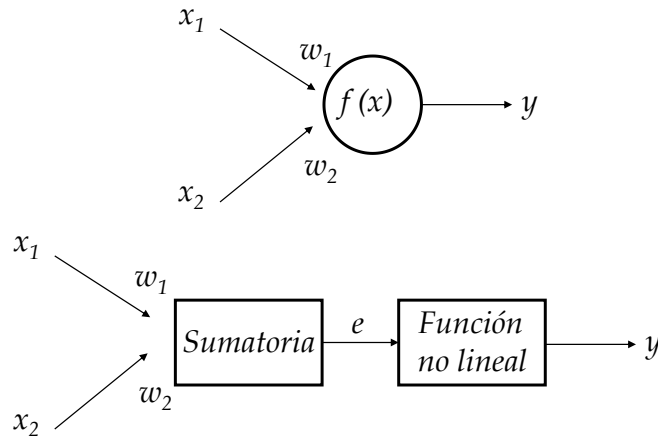 x₁
w₁
f (x)
y
w₂
x₂
x₁
w₁
Sumatoria
e
Función
no lineal
y
w₂
x₂